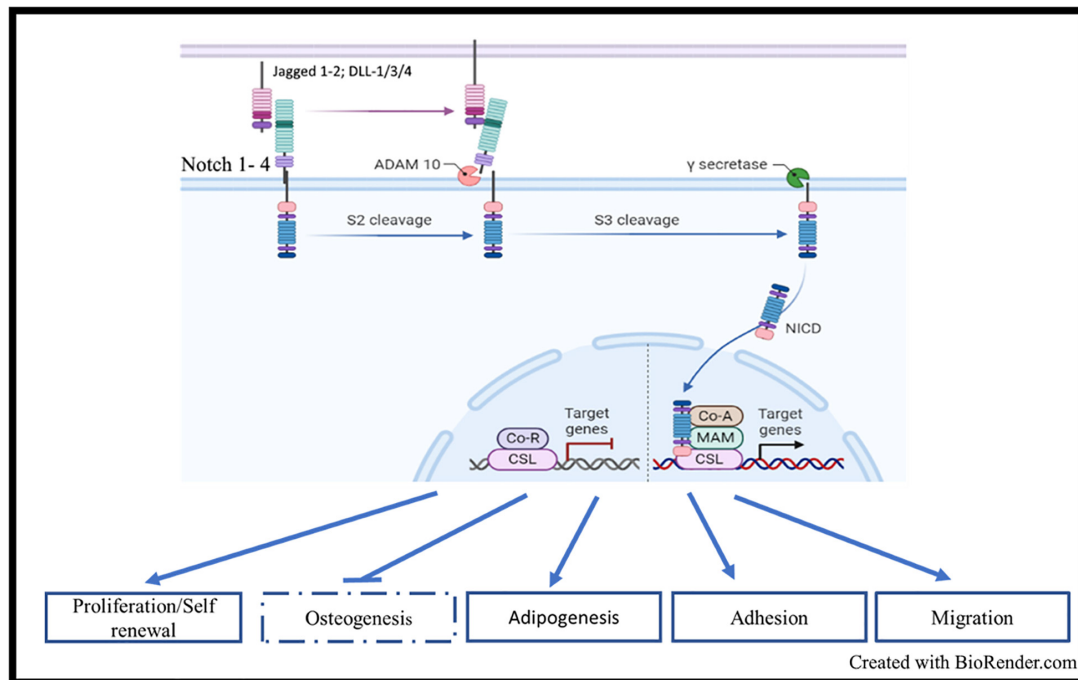 Jagged 1-2; DLL-1/3/4
Notch 1- 4
ADAM 10
γ secretase
S2 cleavage
S3 cleavage
NICD
Target
genes
Co-R
CSL
Co-A
MAM
CSL
Target
genes
Proliferation/Self
renewal
Osteogenesis
Adipogenesis
Adhesion
Migration
Created with BioRender.com